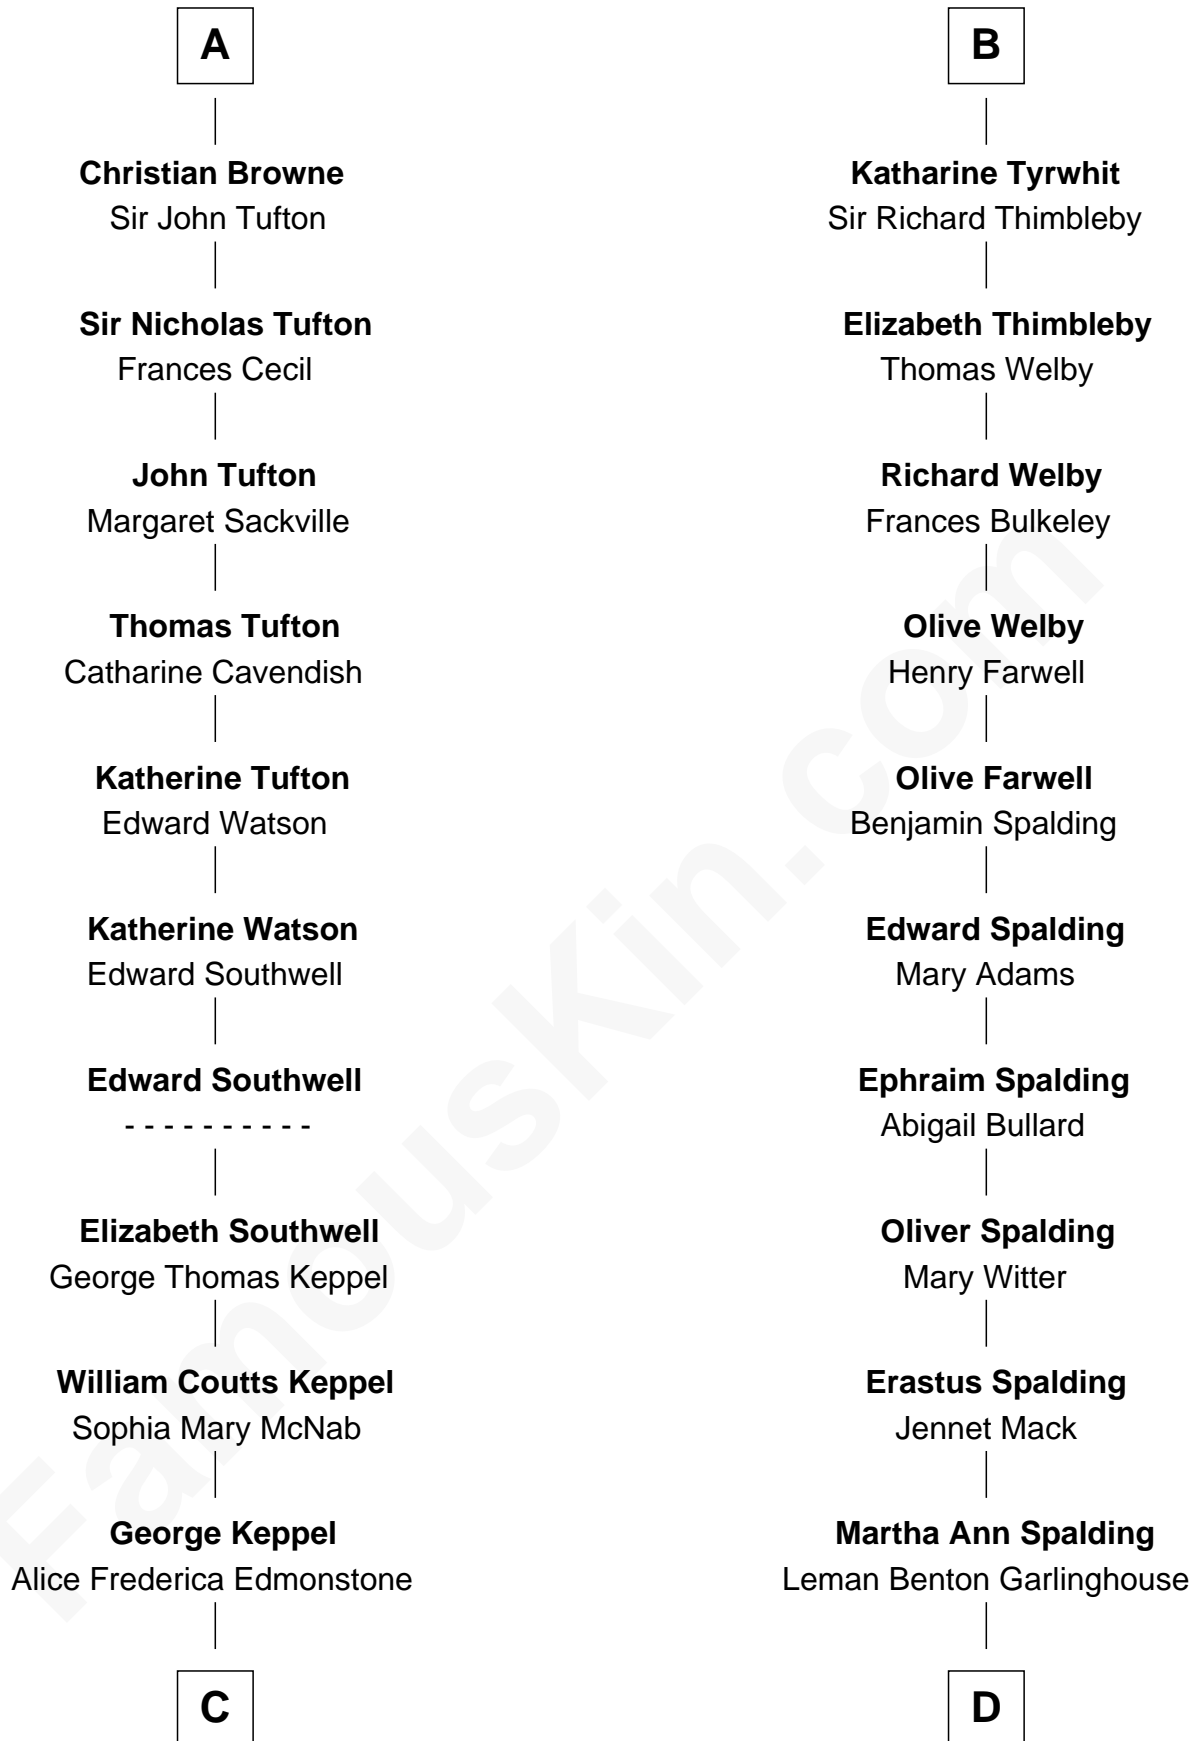 A
Christian Browne
Sir John Tufton
Sir Nicholas Tufton
Frances Cecil
John Tufton
Margaret Sackville
Thomas Tufton
Catharine Cavendish
Katherine Tufton
Edward Watson
Katherine Watson
Edward Southwell
Edward Southwell
- - - - - - - - - -
Elizabeth Southwell
George Thomas Keppel
William Coutts Keppel
Sophia Mary McNab
George Keppel
Alice Frederica Edmonstone
C
B
Katharine Tyrwhit
Sir Richard Thimbleby
Elizabeth Thimbleby
Thomas Welby
Richard Welby
Frances Bulkeley
Olive Welby
Henry Farwell
Olive Farwell
Benjamin Spalding
Edward Spalding
Mary Adams
Ephraim Spalding
Abigail Bullard
Oliver Spalding
Mary Witter
Erastus Spalding
Jennet Mack
Martha Ann Spalding
Leman Benton Garlinghouse
D
FamousKin.com